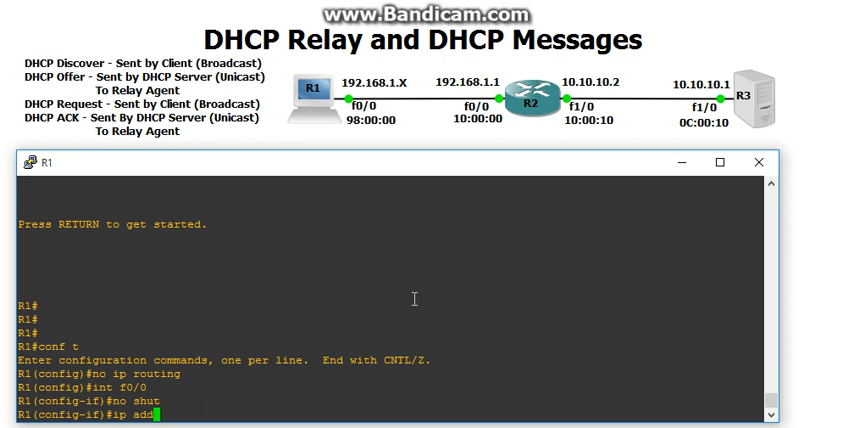 www.Bandicam.com
DHCP Relay and DHCP Messages
DHCP Discover - Sent by Client (Broadcast)
DHCP Offer - Sent by DHCP Server (Unicast)
To Relay Agent
DHCP Request - Sent by Client (Broadcast)
DHCP ACK - Sent By DHCP Server (Unicast)
To Relay Agent
R1
192.168.1.X
f0/0
98:00:00
192.168.1.1
f0/0
10:00:00
R2
10.10.10.2
f1/0
10:00:10
10.10.10.1
f1/0
0C:00:10
R3
R1
Press RETURN to get started.
R1#
R1#
R1#
R1#conf t
Enter configuration commands, one per line. End with CNTL/Z.
R1(config)#no ip routing
R1(config)#int f0/0
R1(config-if)#no shut
R1(config-if)#ip add